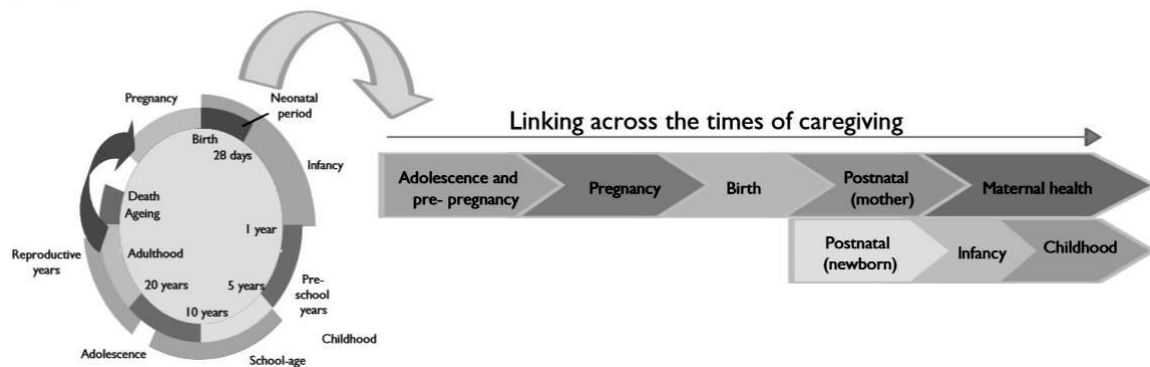 Pregnancy
Neonatal
period
Birth
28 days
Infancy
Death
Ageing
1 year
Reproductive
years
Adulthood
20 years
5 years
10 years
Pre-
school
years
Childhood
Adolescence
School-age
Linking across the times of caregiving
Adolescence and
pre- pregnancy
Pregnancy
Birth
Postnatal
(mother)
Maternal health
Postnatal
(newborn)
Infancy
Childhood